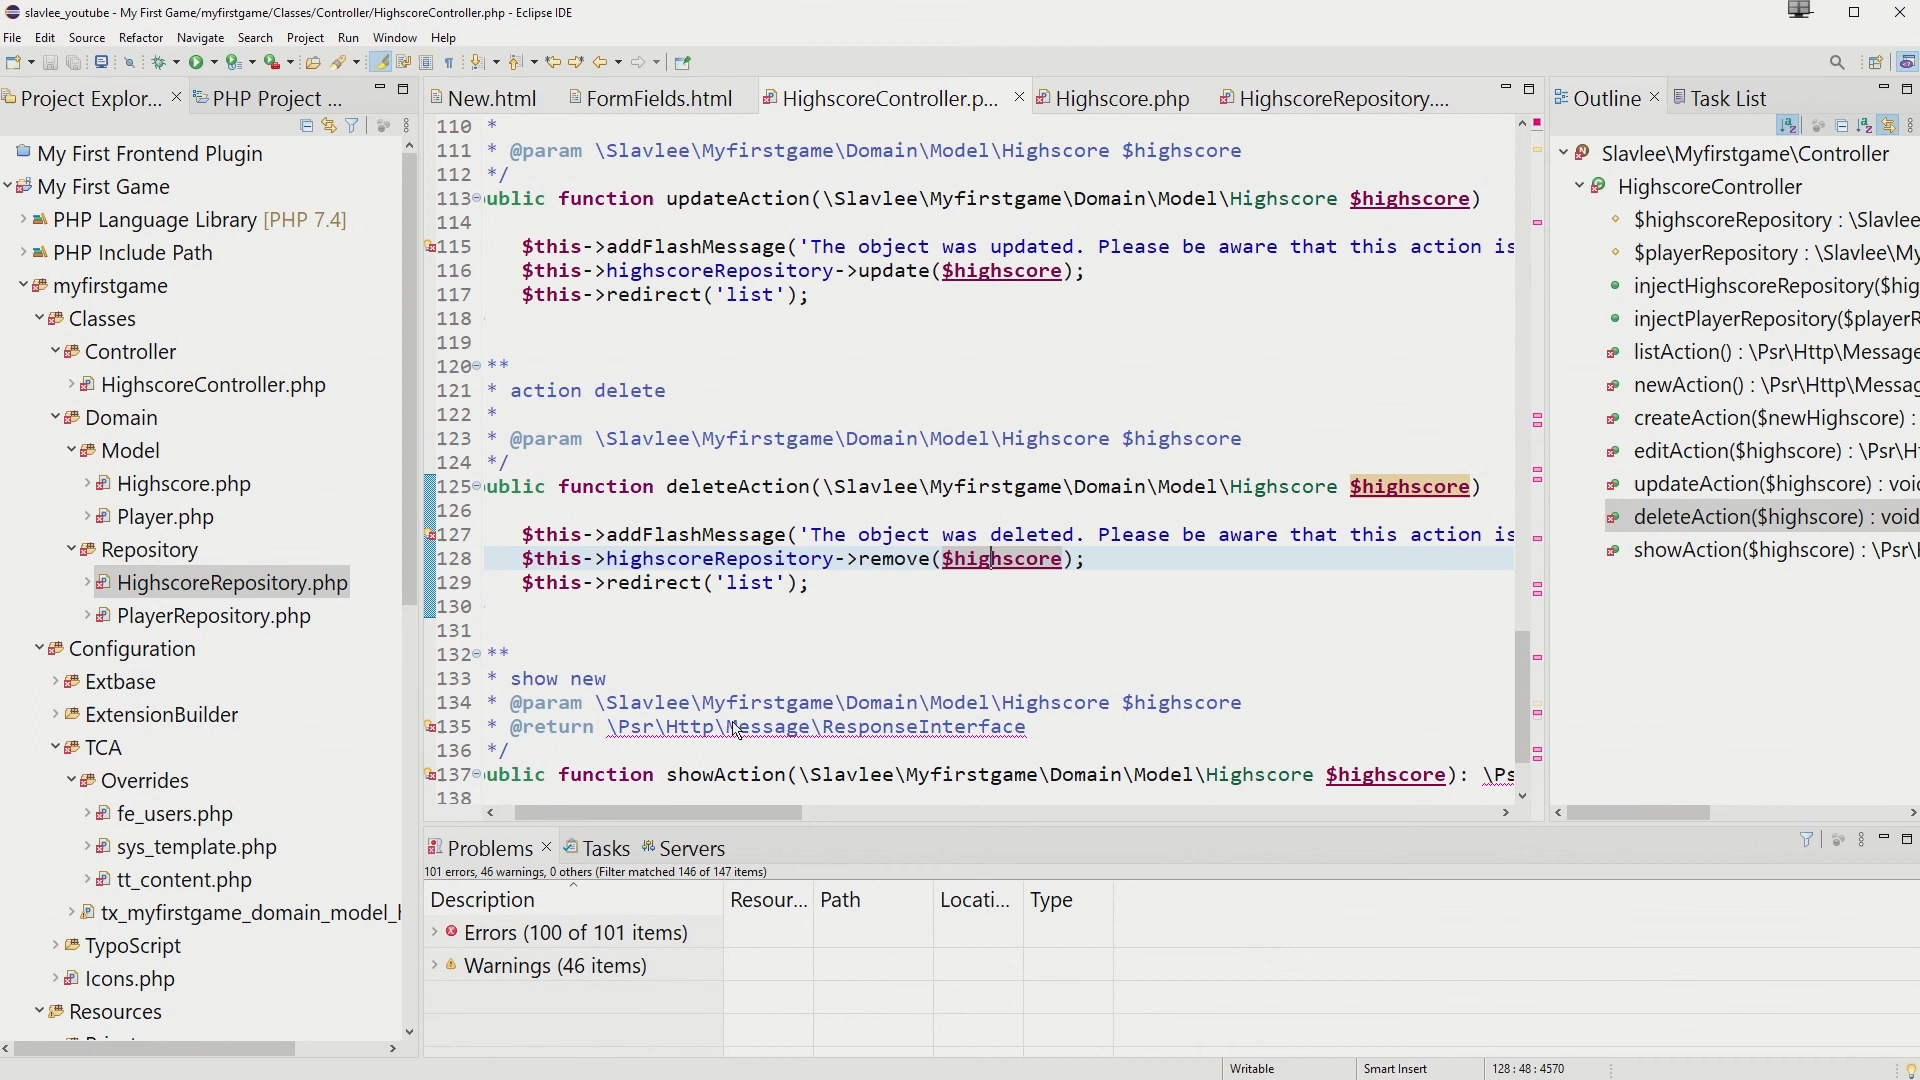 slavlee_youtube - My First Game/myfirstgame/Classes/Controller/HighscoreController.php - Eclipse IDE
File Edit Source Refactor Navigate Search Project Run Window Help
Project Explor... PHP Project ...
My First Frontend Plugin
My First Game
PHP Language Library [PHP 7.4]
PHP Include Path
myfirstgame
Classes
Controller
HighscoreController.php
Domain
Model
Highscore.php
Player.php
Repository
HighscoreRepository.php
PlayerRepository.php
Configuration
Extbase
ExtensionBuilder
TCA
Overrides
fe_users.php
sys_template.php
tt_content.php
tx_myfirstgame_domain_model_h
TypoScript
Icons.php
Resources
New.html FormFields.html HighscoreController.p... Highscore.php HighscoreRepository....
110 *
111 * @param \Slavlee\Myfirstgame\Domain\Model\Highscore $highscore
112 */
113 ublic function updateAction(\Slavlee\Myfirstgame\Domain\Model\Highscore $highscore)
114
115 $this->addFlashMessage('The object was updated. Please be aware that this action is
116 $this->highscoreRepository->update($highscore);
117 $this->redirect('list');
118
119
120 **
121 * action delete
122 *
123 * @param \Slavlee\Myfirstgame\Domain\Model\Highscore $highscore
124 */
125 ublic function deleteAction(\Slavlee\Myfirstgame\Domain\Model\Highscore $highscore)
126
127 $this->addFlashMessage('The object was deleted. Please be aware that this action is
128 $this->highscoreRepository->remove($highscore);
129 $this->redirect('list');
130
131
132 **
133 * show new
134 * @param \Slavlee\Myfirstgame\Domain\Model\Highscore $highscore
135 * @return \Psr\Http\Message\ResponseInterface
136 */
137 ublic function showAction(\Slavlee\Myfirstgame\Domain\Model\Highscore $highscore): \Ps
138
Outline Task List
Slavlee\Myfirstgame\Controller
HighscoreController
$highscoreRepository : \Slavlee
$playerRepository : \Slavlee\My
injectHighscoreRepository($hig
injectPlayerRepository($playerR
listAction() : \Psr\Http\Message
newAction() : \Psr\Http\Messag
createAction($newHighscore) :
editAction($highscore) : \Psr\Ht
updateAction($highscore) : voic
deleteAction($highscore) : void
showAction($highscore) : \Psr\H
Problems Tasks Servers
101 errors, 46 warnings, 0 others (Filter matched 146 of 147 items)
Description Resour... Path Locati... Type
Errors (100 of 101 items)
Warnings (46 items)
Writable Smart Insert 128 : 48 : 4570